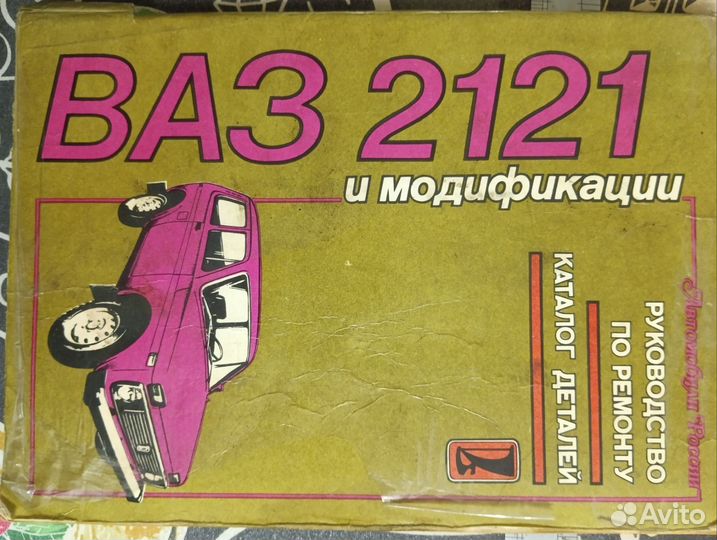 ВАЗ 2121
и модификации
Автомобили России
РУКОВОДСТВО
ПО РЕМОНТУ
КАТАЛОГ ДЕТАЛЕЙ
Avito